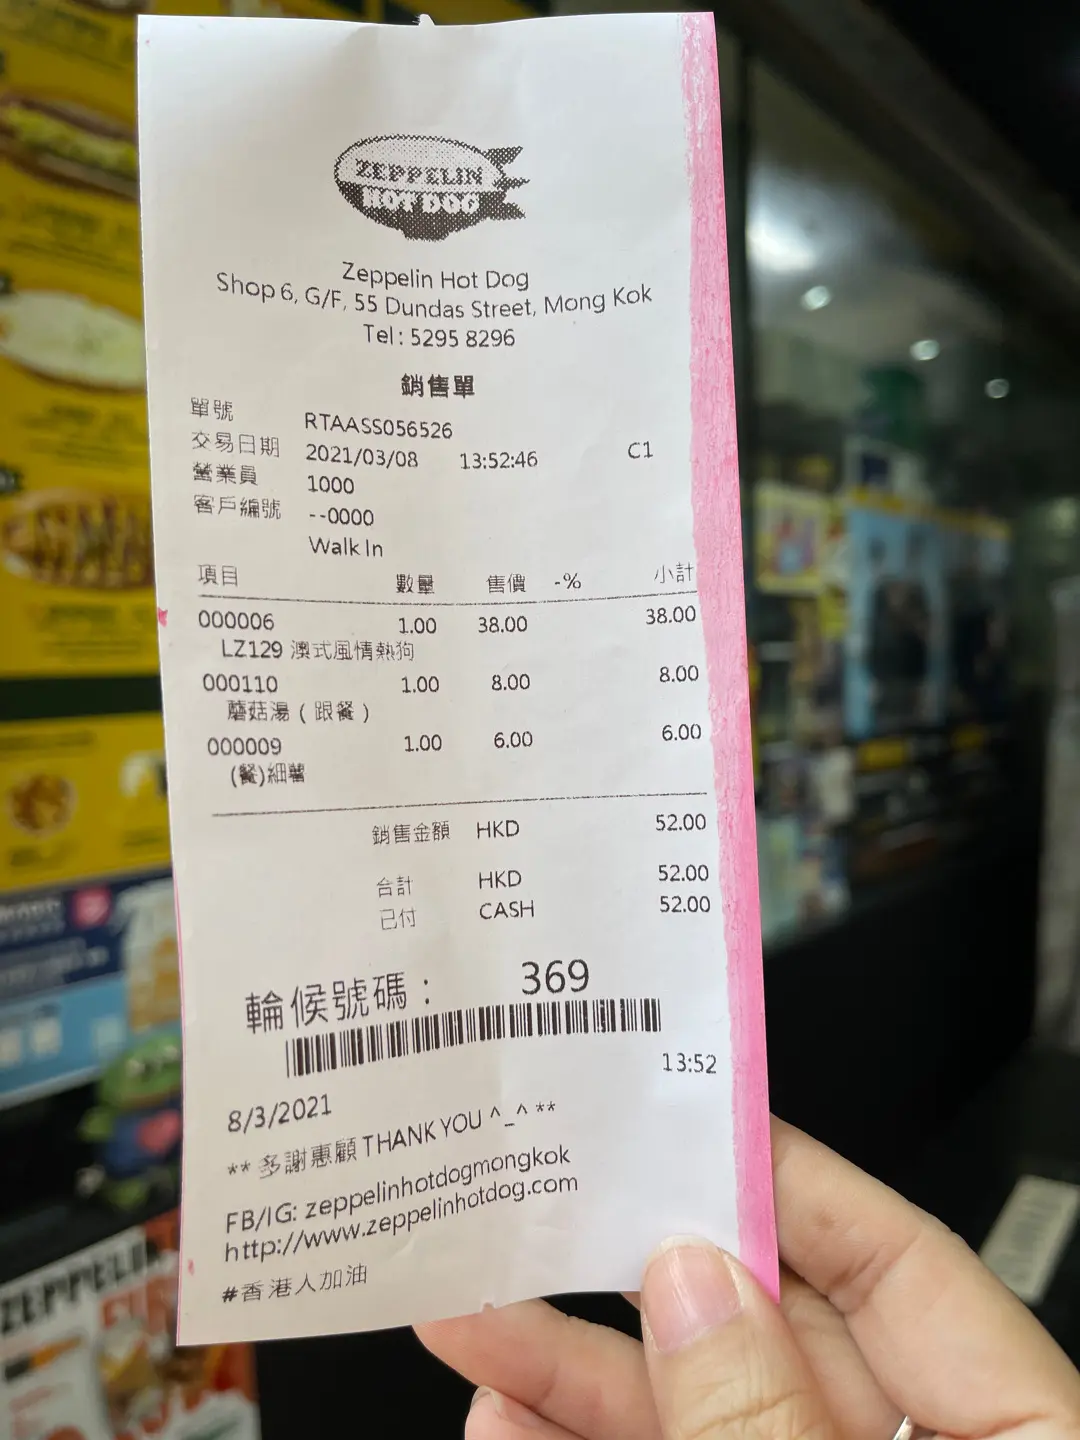 ZEPPELIN
HOT DOG
Zeppelin Hot Dog
Shop 6, G/F, 55 Dundas Street, Mong Kok
Tel : 5295 8296
銷售單
單號 RTAASS056526
交易日期 2021/03/08 13:52:46 C1
營業員 1000
客戶編號 --0000
Walk In
項目 數量 售價 -% 小計
000006 1.00 38.00 38.00
LZ129 澳式風情熱狗
000110 1.00 8.00 8.00
蘑菇湯 ( 跟餐 )
000009 1.00 6.00 6.00
(餐)細薯
銷售金額 HKD 52.00
合計 HKD 52.00
已付 CASH 52.00
輪候號碼 : 369
13:52
8/3/2021
** 多謝惠顧 THANK YOU ^_^ **
FB/IG: zeppelinhotdogmongkok
http://www.zeppelinhotdog.com
#香港人加油
ZEPPELIN